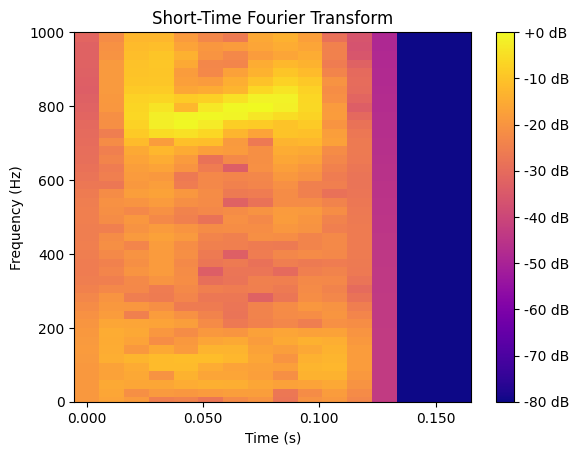 Short-Time Fourier Transform
1000
800
600
400
200
0
Frequency (Hz)
0.000
0.050
0.100
0.150
Time (s)
+0 dB
-10 dB
-20 dB
-30 dB
-40 dB
-50 dB
-60 dB
-70 dB
-80 dB